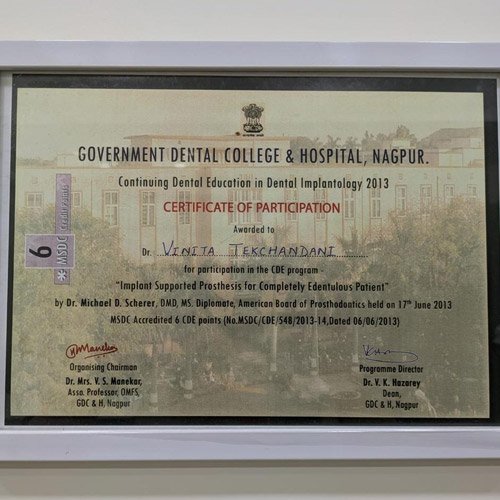 GOVERNMENT DENTAL COLLEGE & HOSPITAL, NAGPUR.
Continuing Dental Education in Dental Implantology 2013
CERTIFICATE OF PARTICIPATION
Awarded to
Dr. VINITA TEKCHANDANI
for participation in the CDE program -
"Implant Supported Prosthesis for Completely Edentulous Patient"
by Dr. Michael D. Scherer, DMD, MS. Diplomate, American Board of Prosthodontics held on 17th June 2013
MSDC Accredited 6 CDE points (No.MSDC/CDE/548/2013-14,Dated 06/06/2013)
6
MSDC
Credit Points
Organising Chairman
Dr. Mrs. V. S. Manekar,
Asso. Professor, OMFS,
GDC & H, Nagpur
Programme Director
Dr. V. K. Hazarey
Dean,
GDC & H, Nagpur